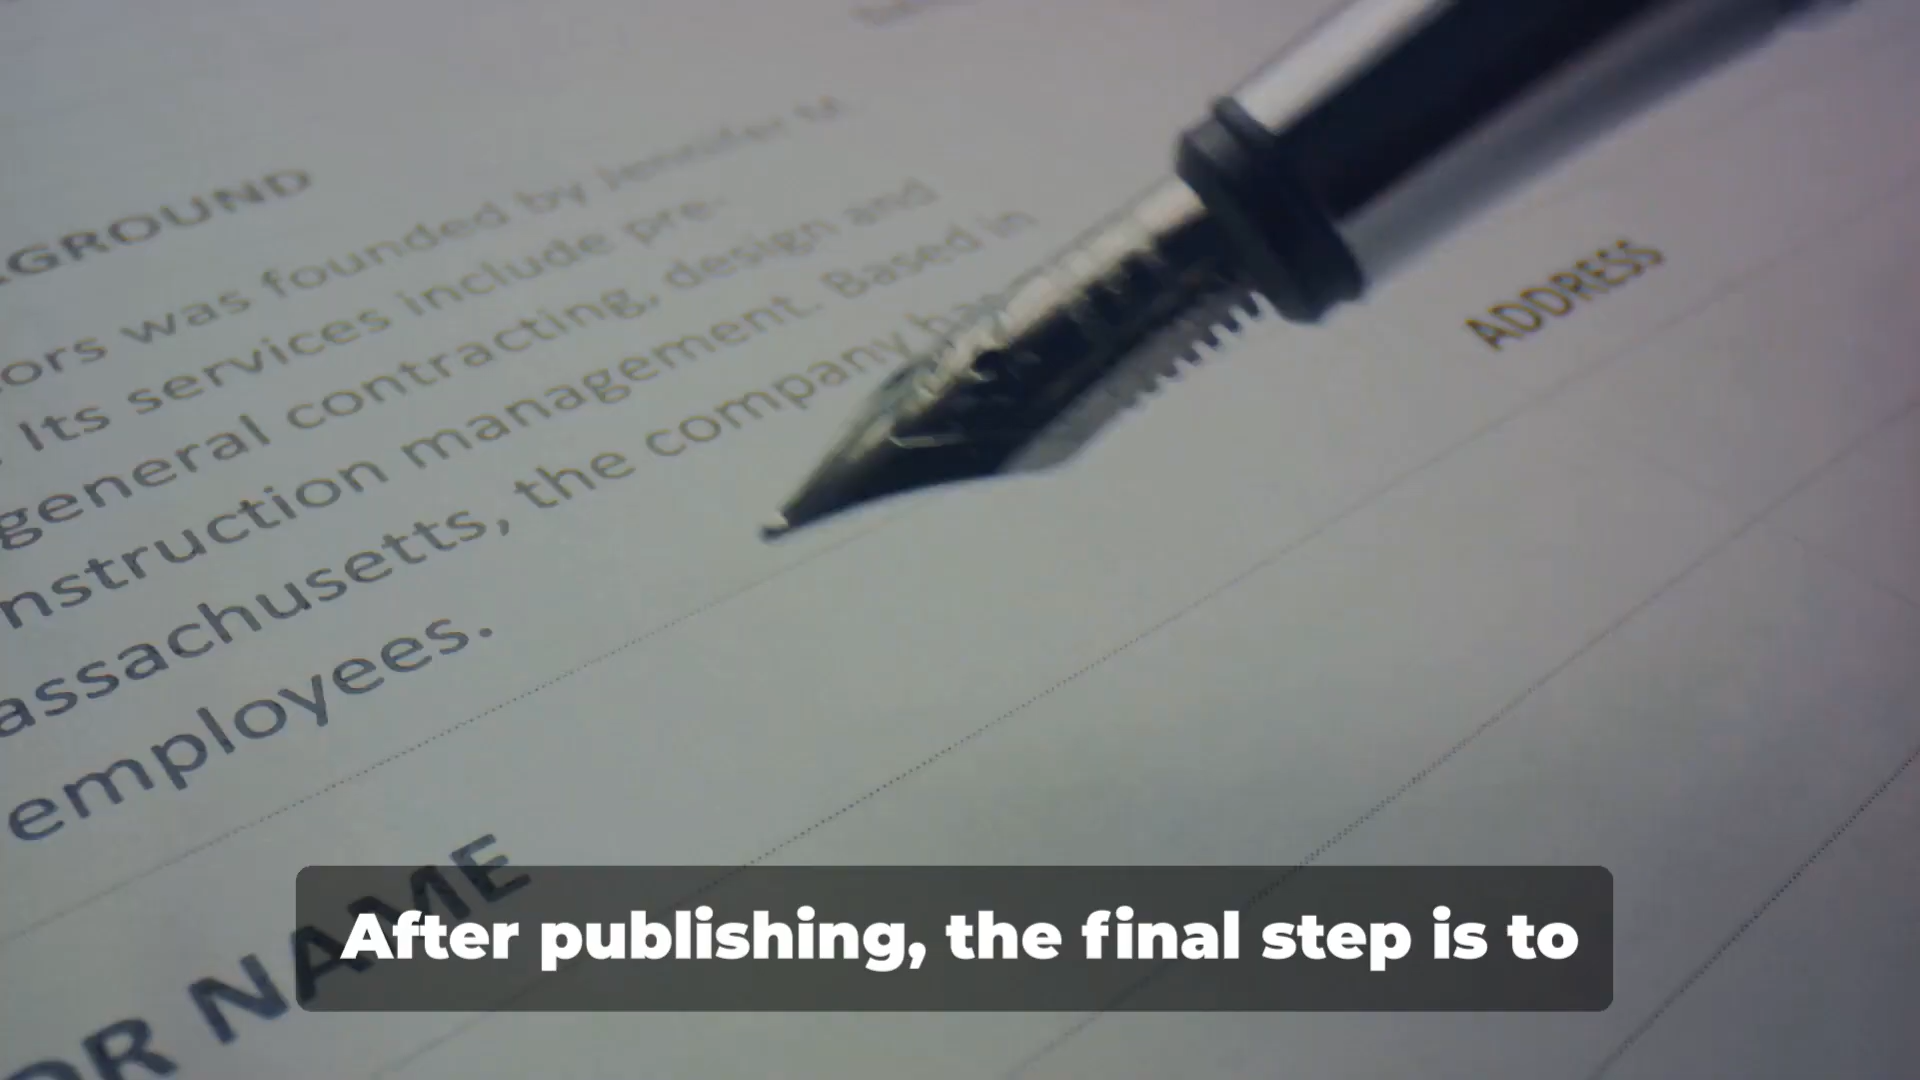 GROUND
ors was founded by Jennifer M.
Its services include pre-
general contracting, design and
nstruction management. Based in
assachusetts, the company has
employees.
ADDRESS
OR NAME
After publishing, the final step is to